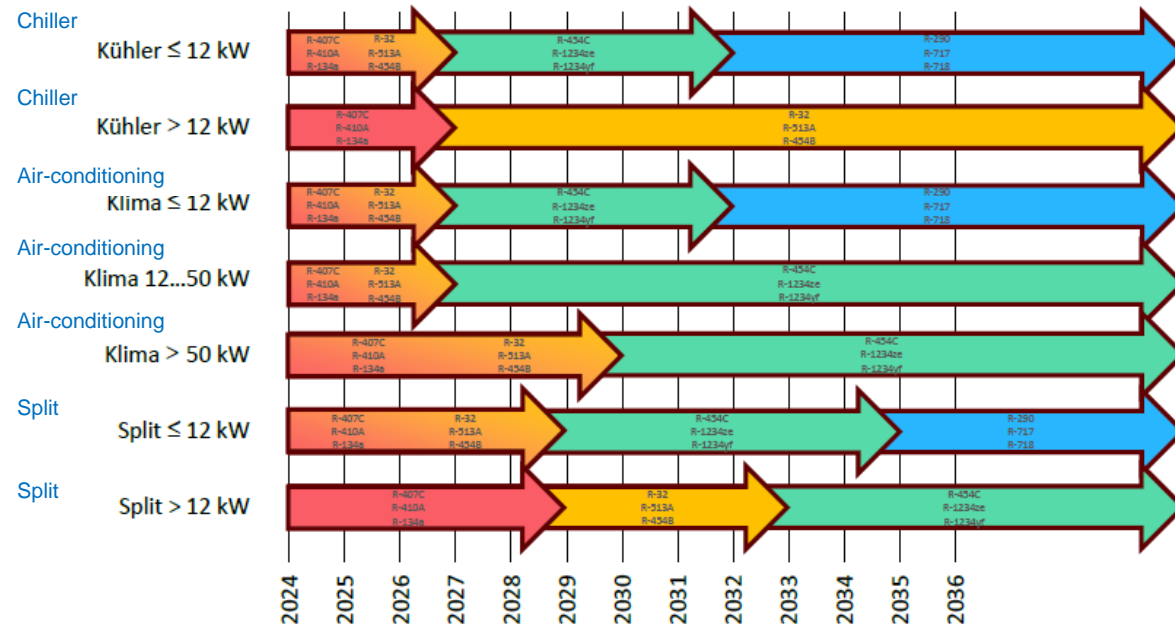 Chiller
Kühler ≤ 12 kW
R-407C R-32
R-410A R-513A
R-134a R-454B
R-454C
R-1234ze
R-1234yf
R-290
R-717
R-718
Chiller
Kühler > 12 kW
R-407C
R-410A
R-134a
R-32
R-513A
R-454B
Air-conditioning
Klima ≤ 12 kW
R-407C R-32
R-410A R-513A
R-134a R-454B
R-454C
R-1234ze
R-1234yf
R-290
R-717
R-718
Air-conditioning
Klima 12...50 kW
R-407C R-32
R-410A R-513A
R-134a R-454B
R-454C
R-1234ze
R-1234yf
Air-conditioning
Klima > 50 kW
R-407C R-32
R-410A R-513A
R-134a R-454B
R-454C
R-1234ze
R-1234yf
Split
Split ≤ 12 kW
R-407C R-32
R-410A R-513A
R-134a R-454B
R-454C
R-1234ze
R-1234yf
R-290
R-717
R-718
Split
Split > 12 kW
R-407C
R-410A
R-134a
R-32
R-513A
R-454B
R-454C
R-1234ze
R-1234yf
2024 2025 2026 2027 2028 2029 2030 2031 2032 2033 2034 2035 2036